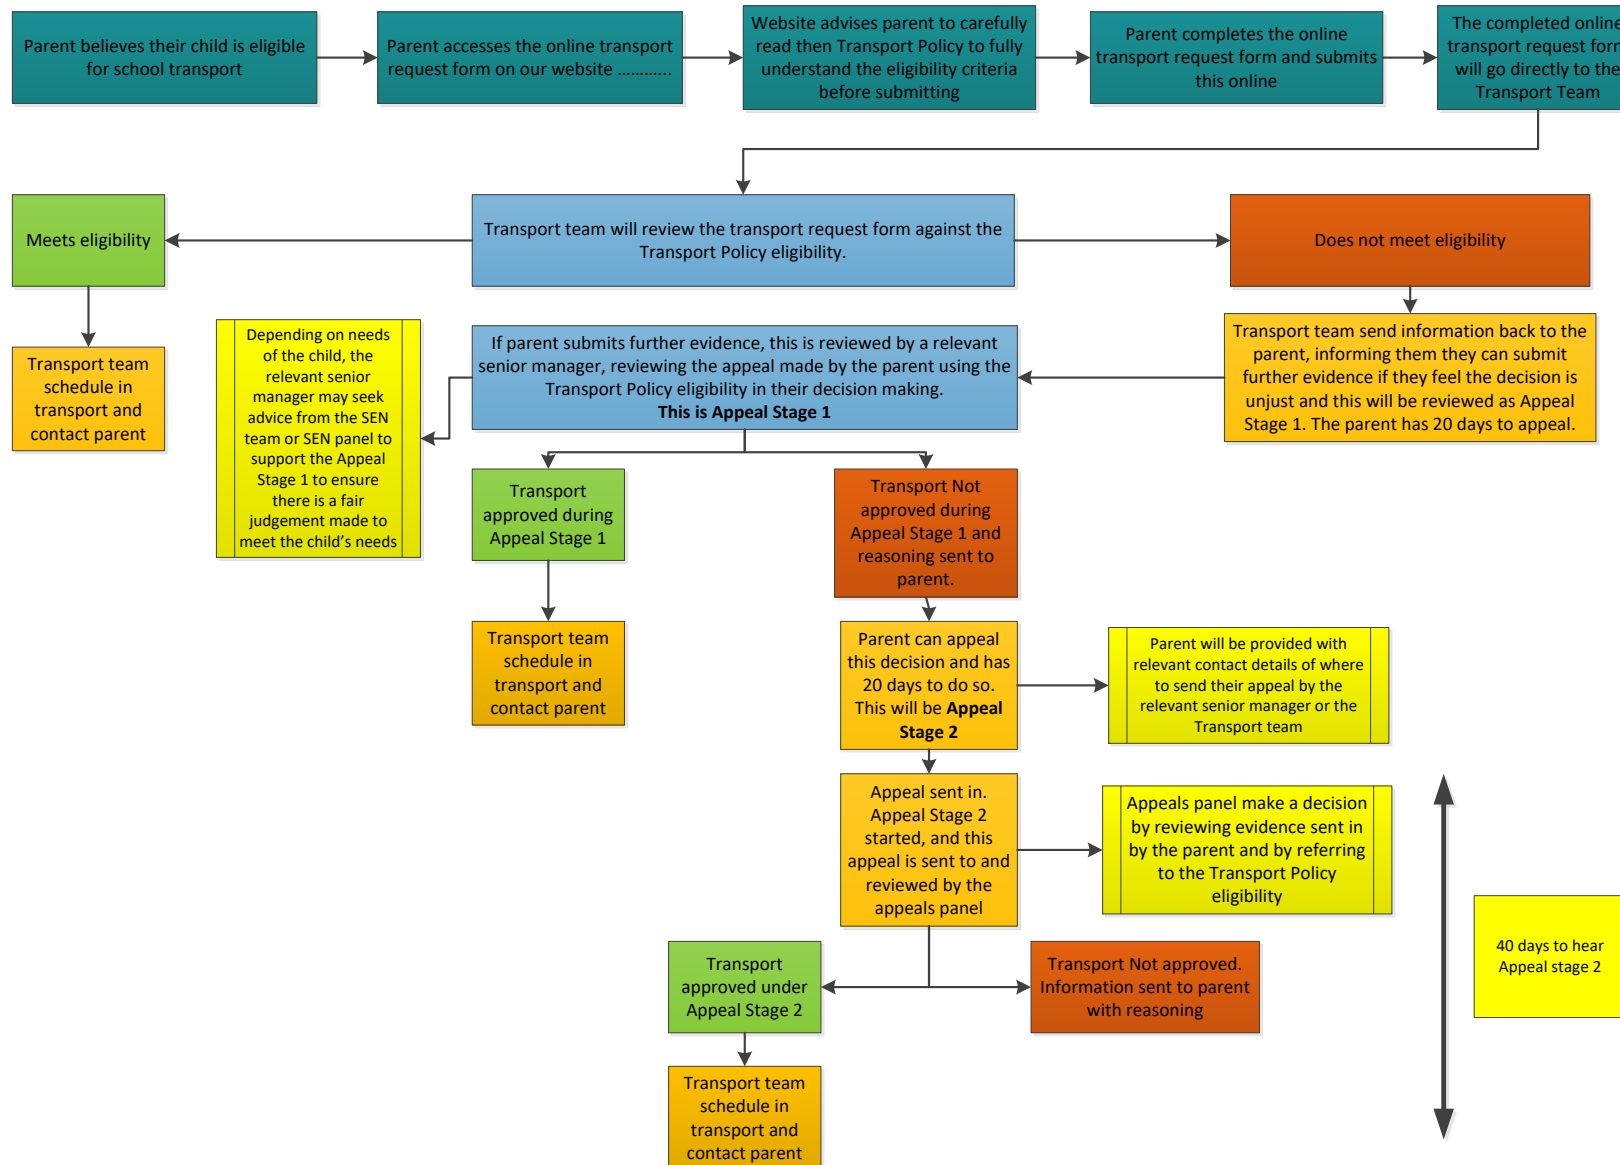 Parent believes their child is eligible
for school transport
Parent accesses the online transport
request form on our website ………...
Website advises parent to carefully
read then Transport Policy to fully
understand the eligibility criteria
before submitting
Parent completes the online
transport request form and submits
this online
The completed online
transport request form
will go directly to the
Transport Team
Meets eligibility
Transport team will review the transport request form against the
Transport Policy eligibility.
Does not meet eligibility
Transport team
schedule in
transport and
contact parent
Depending on needs
of the child, the
relevant senior
manager may seek
advice from the SEN
team or SEN panel to
support the Appeal
Stage 1 to ensure
there is a fair
judgement made to
meet the child’s needs
If parent submits further evidence, this is reviewed by a relevant
senior manager, reviewing the appeal made by the parent using the
Transport Policy eligibility in their decision making.
This is Appeal Stage 1
Transport team send information back to the
parent, informing them they can submit
further evidence if they feel the decision is
unjust and this will be reviewed as Appeal
Stage 1. The parent has 20 days to appeal.
Transport
approved during
Appeal Stage 1
Transport Not
approved during
Appeal Stage 1 and
reasoning sent to
parent.
Transport team
schedule in
transport and
contact parent
Parent can appeal
this decision and has
20 days to do so.
This will be Appeal
Stage 2
Parent will be provided with
relevant contact details of where
to send their appeal by the
relevant senior manager or the
Transport team
Appeal sent in.
Appeal Stage 2
started, and this
appeal is sent to and
reviewed by the
appeals panel
Appeals panel make a decision
by reviewing evidence sent in
by the parent and by referring
to the Transport Policy
eligibility
40 days to hear
Appeal stage 2
Transport
approved under
Appeal Stage 2
Transport Not approved.
Information sent to parent
with reasoning
Transport team
schedule in
transport and
contact parent